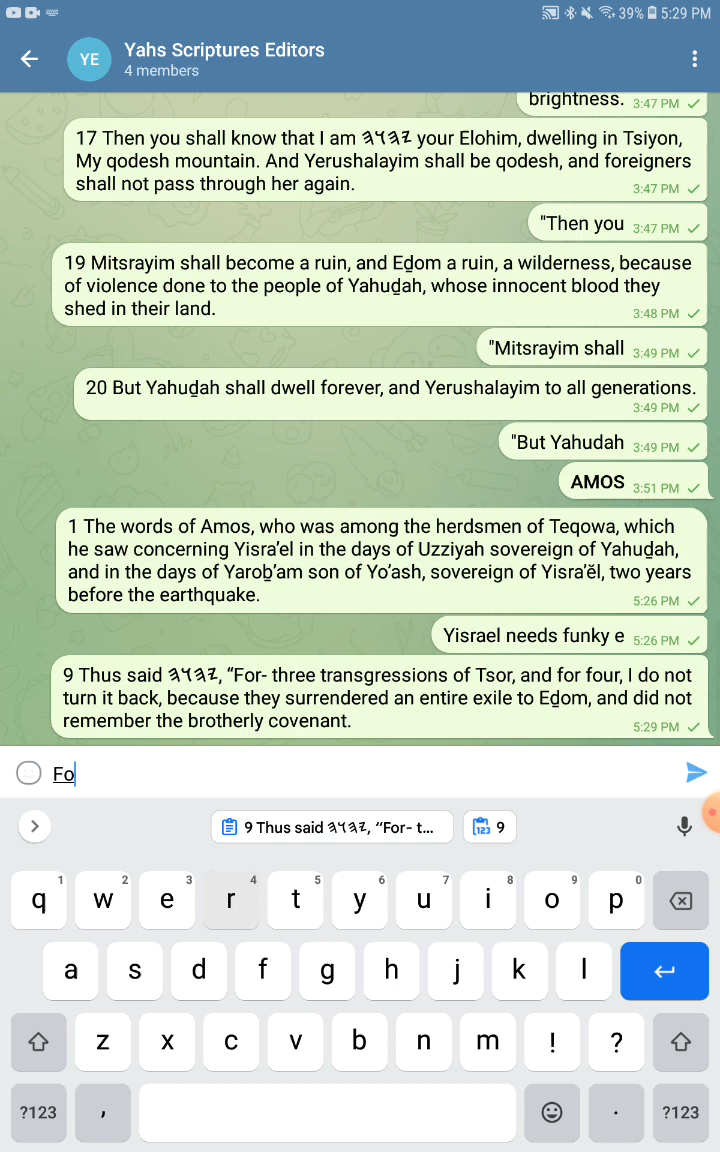 39% 5:29 PM
YE
Yahs Scriptures Editors
4 members
brightness. 3:47 PM
17 Then you shall know that I am 𐤉𐤄𐤅𐤄 your Elohim, dwelling in Tsiyon,
My qodesh mountain. And Yerushalayim shall be qodesh, and foreigners
shall not pass through her again.
3:47 PM
"Then you 3:47 PM
19 Mitsrayim shall become a ruin, and Eḏom a ruin, a wilderness, because
of violence done to the people of Yahuḏah, whose innocent blood they
shed in their land.
3:48 PM
"Mitsrayim shall 3:49 PM
20 But Yahuḏah shall dwell forever, and Yerushalayim to all generations.
3:49 PM
"But Yahudah 3:49 PM
AMOS 3:51 PM
1 The words of Amos, who was among the herdsmen of Teqowa, which
he saw concerning Yisra’el in the days of Uzziyah sovereign of Yahuḏah,
and in the days of Yaroḇ’am son of Yo’ash, sovereign of Yisra’ĕl, two years
before the earthquake.
5:26 PM
Yisrael needs funky e 5:26 PM
9 Thus said 𐤉𐤄𐤅𐤄, “For- three transgressions of Tsor, and for four, I do not
turn it back, because they surrendered an entire exile to Eḏom, and did not
remember the brotherly covenant.
5:29 PM
Fo
9 Thus said 𐤉𐤄𐤅𐤄, “For- t... 123 9
1 2 3 4 5 6 7 8 9 0
q w e r t y u i o p
a s d f g h j k l
z x c v b n m ! ?
?123 , . ?123